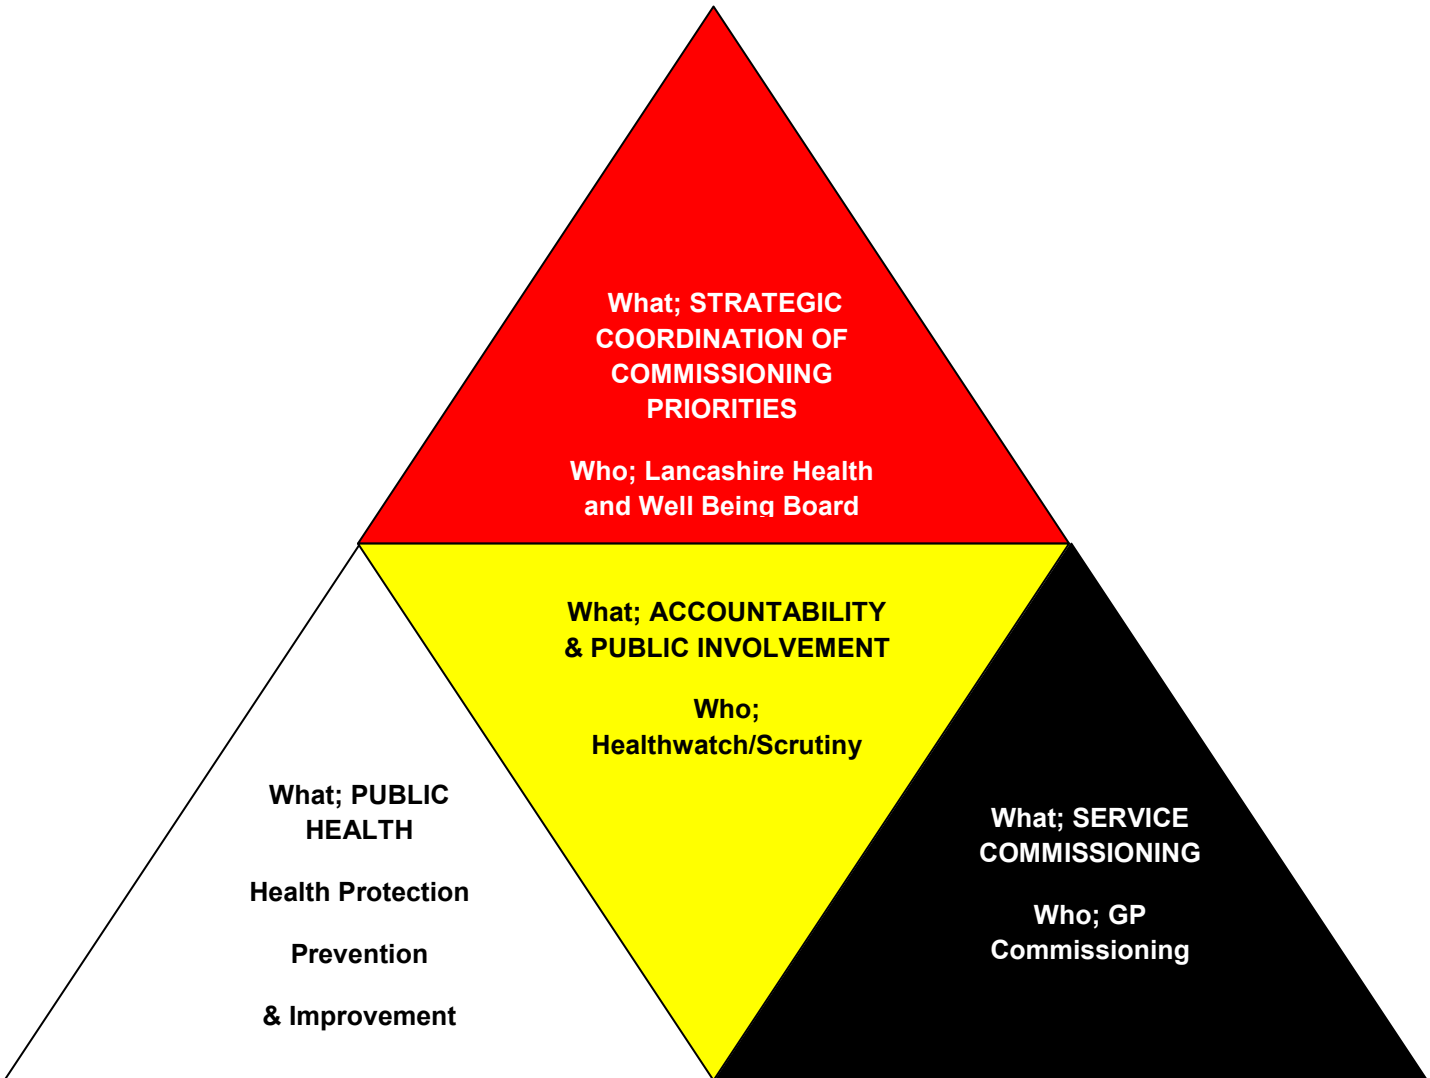 What; STRATEGIC
COORDINATION OF
COMMISSIONING
PRIORITIES
Who; Lancashire Health
and Well Being Board
What; ACCOUNTABILITY
& PUBLIC INVOLVEMENT
Who;
Healthwatch/Scrutiny
What; PUBLIC
HEALTH
Health Protection
Prevention
& Improvement
What; SERVICE
COMMISSIONING
Who; GP
Commissioning